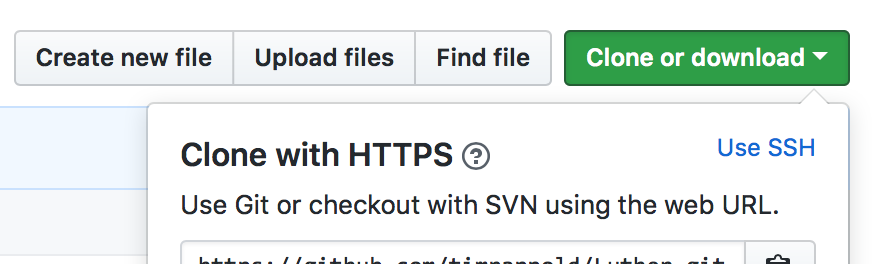 Create new file
Upload files
Find file
Clone or download
Clone with HTTPS
Use SSH
Use Git or checkout with SVN using the web URL.